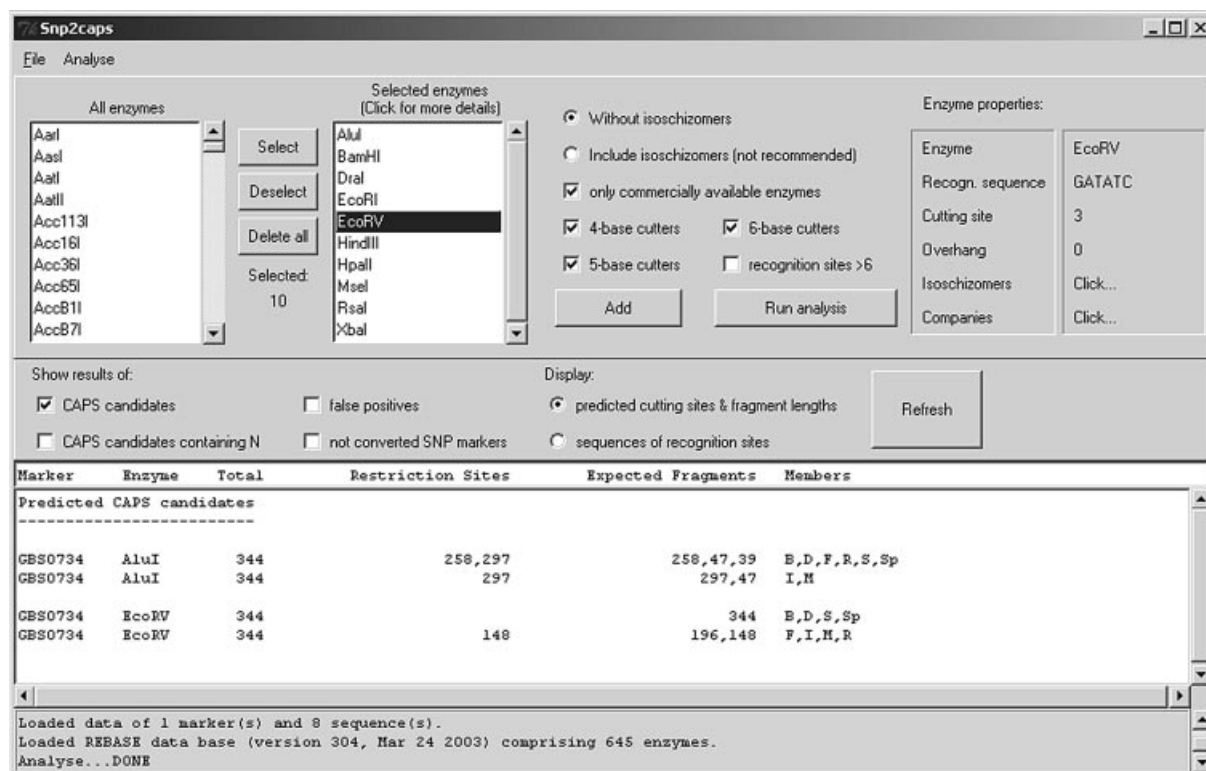 Snp2caps
File Analyse
All enzymes
AarI
AasI
AatI
AatII
Acc113I
Acc16I
Acc36I
Acc65I
AccB1I
AccB7I
Select
Deselect
Delete all
Selected:
10
Selected enzymes
(Click for more details)
AluI
BamHI
DraI
EcoRI
EcoRV
HindIII
HpaII
MseI
RsaI
XbaI
Without isoschizomers
Include isoschizomers (not recommended)
only commercially available enzymes
4-base cutters 6-base cutters
5-base cutters recognition sites >6
Add Run analysis
Enzyme properties:
Enzyme EcoRV
Recogn. sequence GATATC
Cutting site 3
Overhang 0
Isoschizomers Click...
Companies Click...
Show results of:
CAPS candidates false positives
CAPS candidates containing N not converted SNP markers
Display:
predicted cutting sites & fragment lengths
sequences of recognition sites
Refresh
Marker Enzyme Total Restriction Sites Expected Fragments Members
Predicted CAPS candidates
--------------------------
GBS0734 AluI 344 258,297 258,47,39 B,D,F,R,S,Sp
GBS0734 AluI 344 297 297,47 I,M
GBS0734 EcoRV 344 344 B,D,S,Sp
GBS0734 EcoRV 344 148 196,148 F,I,M,R
Loaded data of 1 marker(s) and 8 sequence(s).
Loaded REBASE data base (version 304, Mar 24 2003) comprising 645 enzymes.
Analyse...DONE